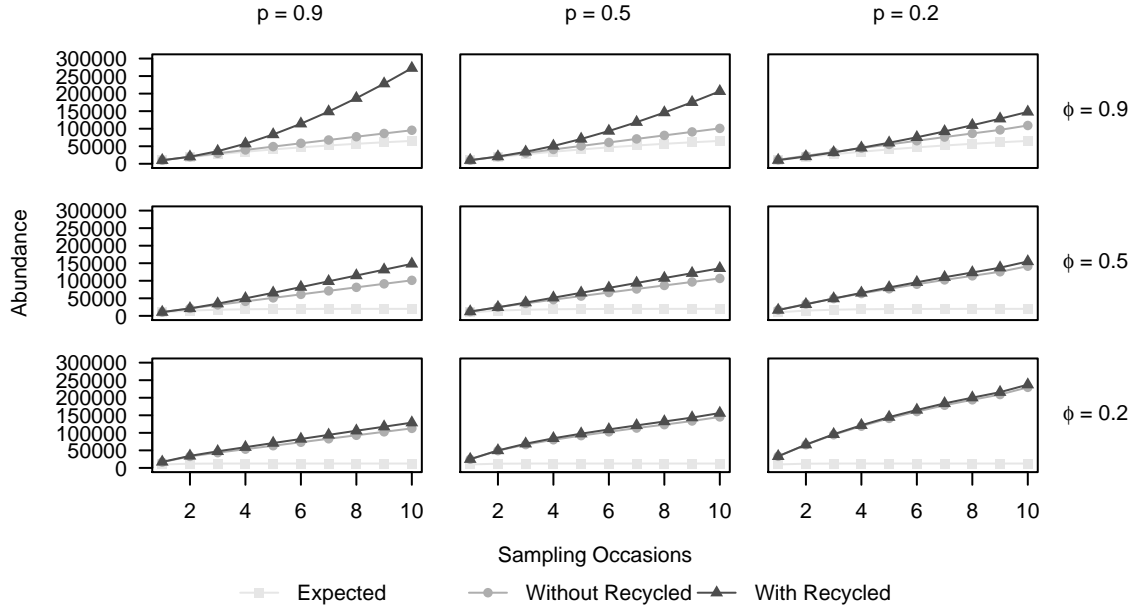 p = 0.9 p = 0.5 p = 0.2
300000
250000
200000
150000
100000
50000
0
ϕ = 0.9
300000
250000
200000
150000
100000
50000
0
ϕ = 0.5
300000
250000
200000
150000
100000
50000
0
ϕ = 0.2
Abundance
2 4 6 8 10 2 4 6 8 10 2 4 6 8 10
Sampling Occasions
Expected Without Recycled With Recycled